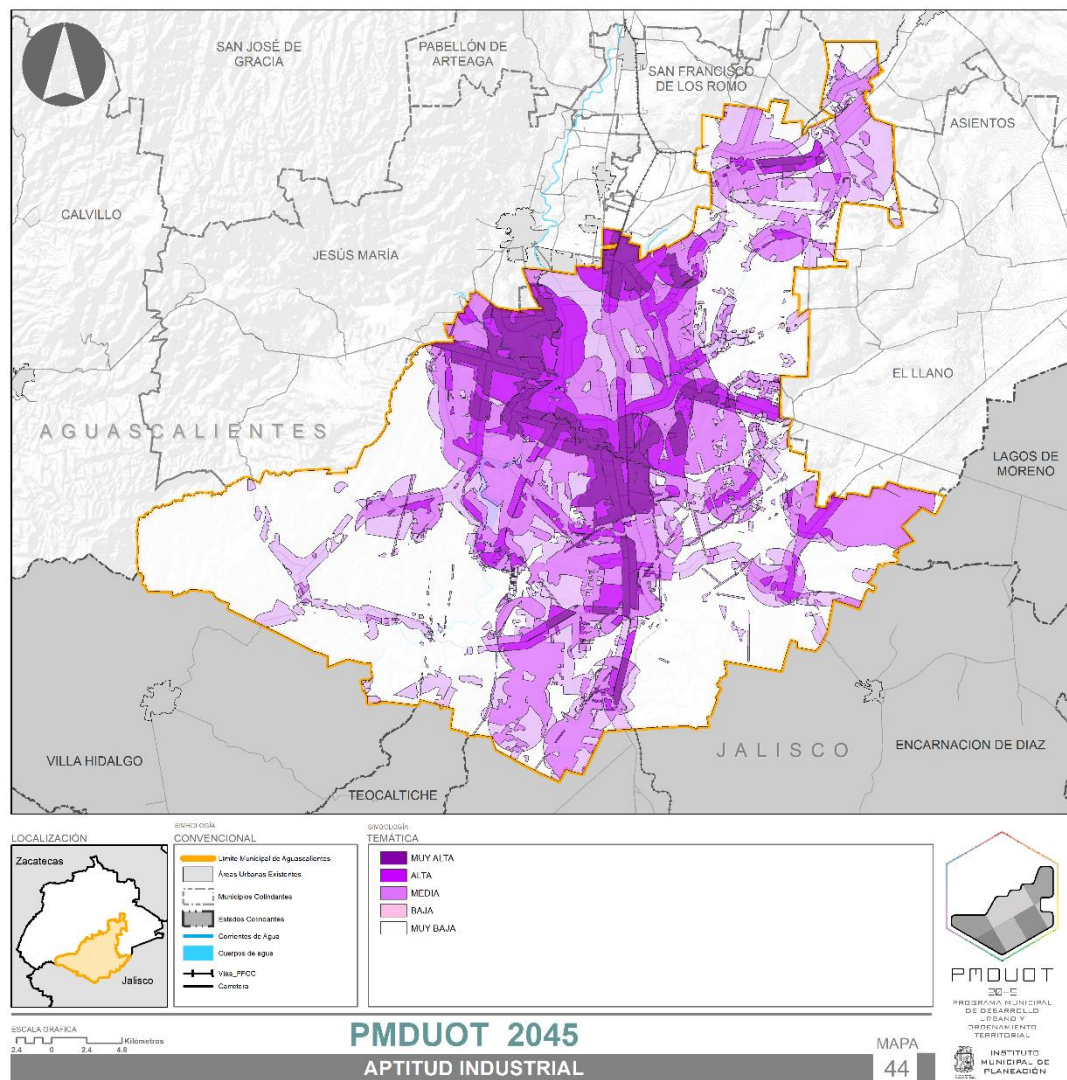 SAN JOSÉ DE
GRACIA
PABELLÓN DE
ARTEAGA
SAN FRANCISCO
DE LOS ROMO
ASIENTOS
CALVILLO
JESÚS MARÍA
EL LLANO
AGUASCALIENTES
LAGOS DE
MORENO
JALISCO
ENCARNACION DE DIAZ
VILLA HIDALGO
TEOCALTICHE
LOCALIZACIÓN
Zacatecas
Jalisco
SIMBOLOGÍA
CONVENCIONAL
Límite Municipal de Aguascalientes
Áreas Urbanas Existentes
Municipios Colindantes
Estados Colindantes
Corrientes de Agua
Cuerpos de agua
Vías_FFCC
Carretera
SIMBOLOGÍA
TEMÁTICA
MUY ALTA
ALTA
MEDIA
BAJA
MUY BAJA
PMDUOT
PROGRAMA MUNICIPAL
DE DESARROLLO
URBANO Y
ORDENAMIENTO
TERRITORIAL
INSTITUTO
MUNICIPAL DE
PLANEACIÓN
ESCALA GRÁFICA
2.4 0 2.4 4.8 Kilómetros
PMDUOT 2045
APTITUD INDUSTRIAL
MAPA
44